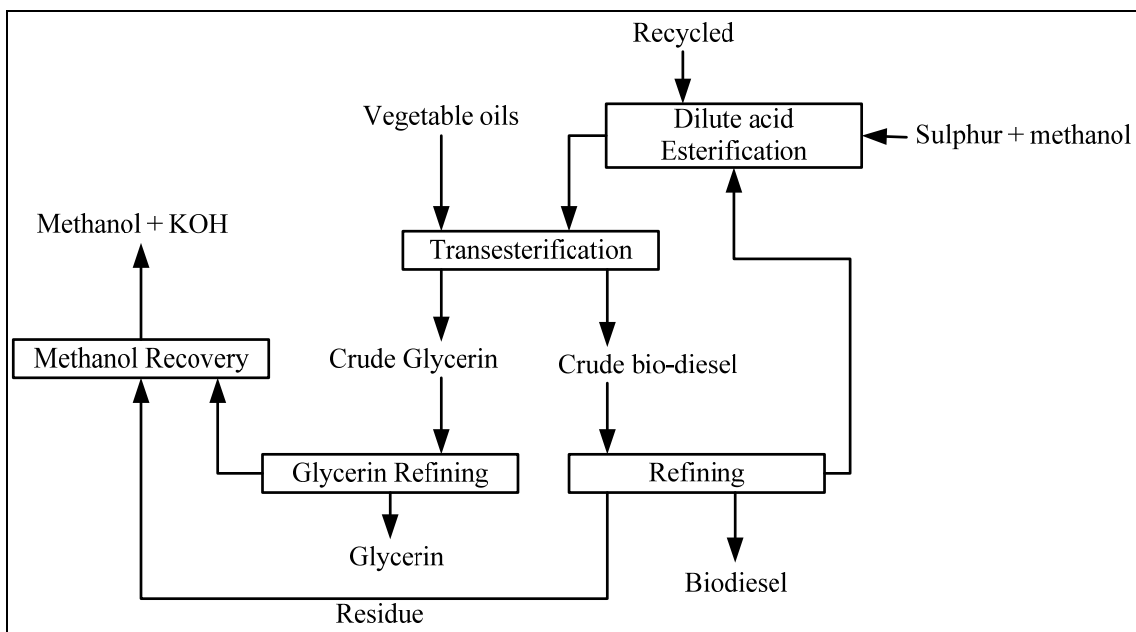 Recycled
Vegetable oils
Dilute acid
Esterification
Sulphur + methanol
Methanol + KOH
Transesterification
Methanol Recovery
Crude Glycerin
Crude bio-diesel
Glycerin Refining
Refining
Glycerin
Biodiesel
Residue